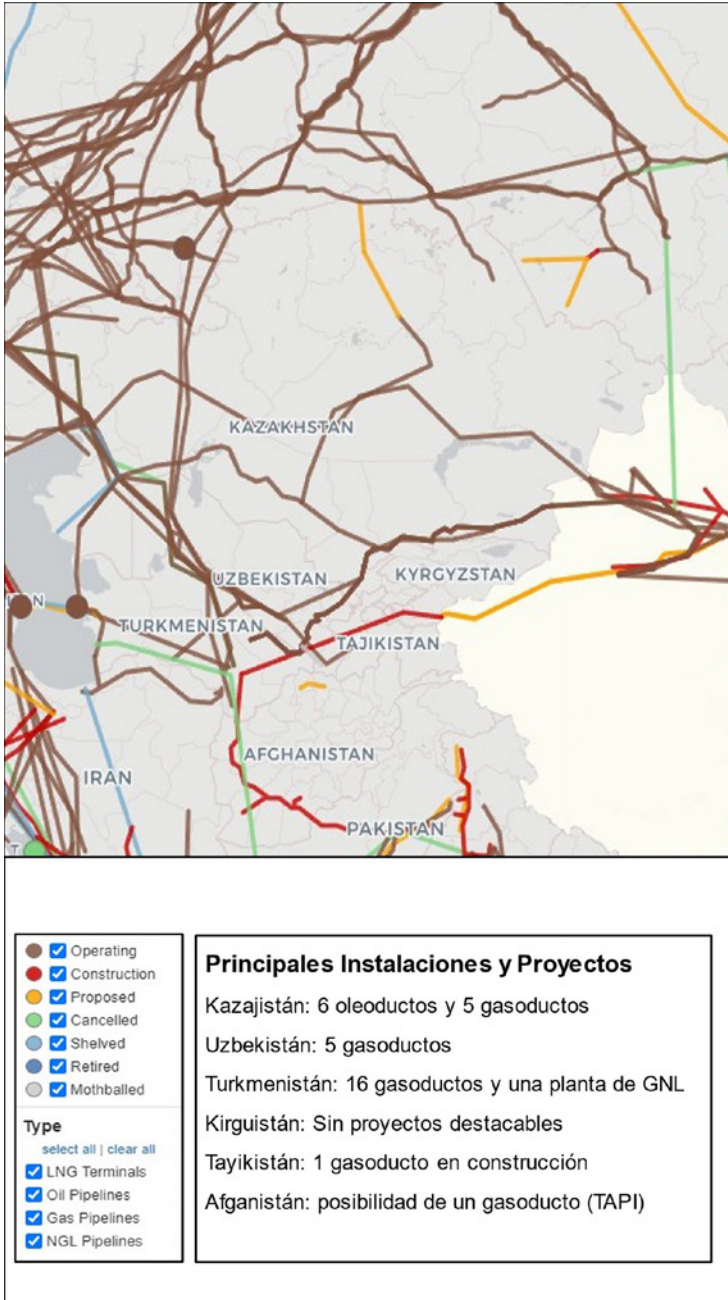 KAZAKHSTAN
UZBEKISTAN
KYRGYZSTAN
TURKMENISTAN
TAJIKISTAN
AFGHANISTAN
IRAN
PAKISTAN
Operating
Construction
Proposed
Cancelled
Shelved
Retired
Mothballed
Type
select all | clear all
LNG Terminals
Oil Pipelines
Gas Pipelines
NGL Pipelines
Principales Instalaciones y Proyectos
Kazajistán: 6 oleoductos y 5 gasoductos
Uzbekistán: 5 gasoductos
Turkmenistán: 16 gasoductos y una planta de GNL
Kirguistán: Sin proyectos destacables
Tayikistán: 1 gasoducto en construcción
Afganistán: posibilidad de un gasoducto (TAPI)